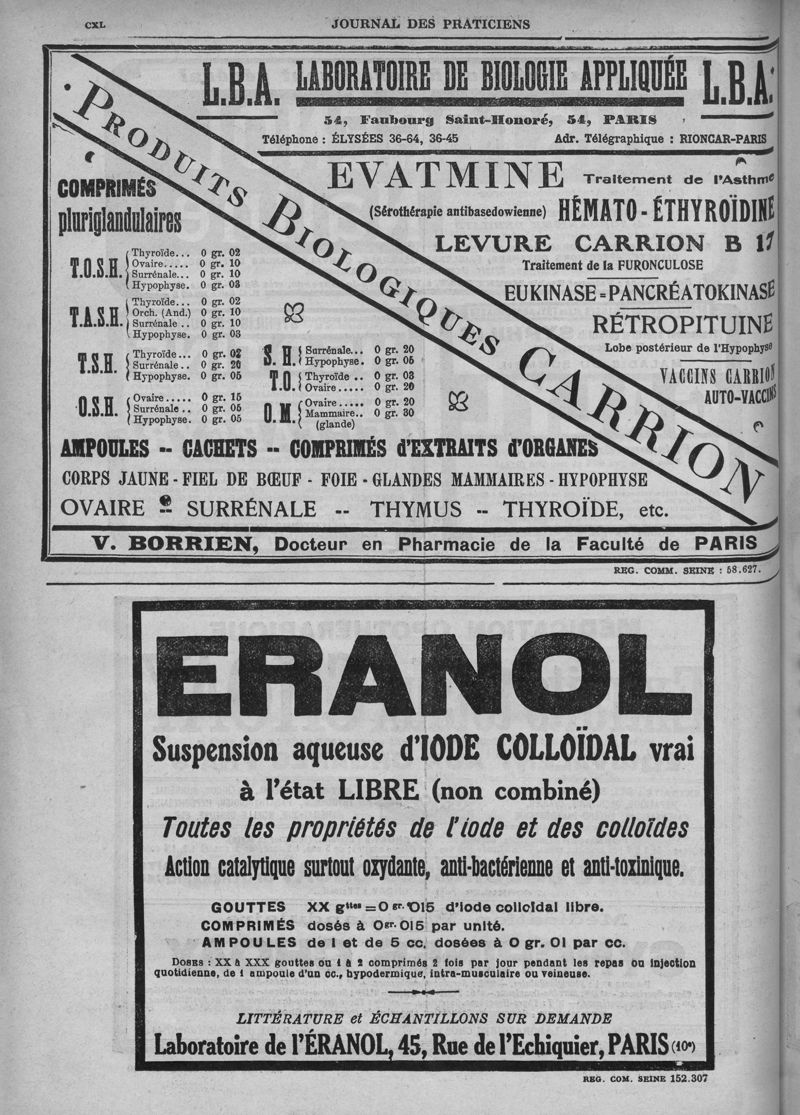 CXL
JOURNAL DES PRATICIENS
L.B.A. LABORATOIRE DE BIOLOGIE APPLIQUÉE L.B.A.
54, Faubourg Saint-Honoré, 54, PARIS
Téléphone : ÉLYSÉES 36-64, 36-45
Adr. Télégraphique : RIONCAR-PARIS
PRODUITS BIOLOGIQUES CARRION
EVATMINE Traitement de l'Asthme
(Sérothérapie antibasedowienne) HÉMATO-ÉTHYROÏDINE
LEVURE CARRION B 17
Traitement de la FURONCULOSE
EUKINASE=PANCRÉATOKINASE
RÉTROPITUINE
Lobe postérieur de l'Hypophyse
VACCINS CARRION
AUTO-VACCINS
COMPRIMÉS
pluriglandulaires
T.O.S.H.
Thyroïde... 0 gr. 02
Ovaire..... 0 gr. 10
Surrénale... 0 gr. 10
Hypophyse. 0 gr. 03
T.A.S.H.
Thyroïde... 0 gr. 02
Orch. (And.) 0 gr. 10
Surrénale .. 0 gr. 10
Hypophyse. 0 gr. 03
T.S.H.
Thyroïde... 0 gr. 02
Surrénale .. 0 gr. 20
Hypophyse. 0 gr. 05
O.S.H.
Ovaire..... 0 gr. 15
Surrénale .. 0 gr. 05
Hypophyse. 0 gr. 05
S. H.
Surrénale... 0 gr. 20
Hypophyse. 0 gr. 05
T.O.
Thyroïde .. 0 gr. 03
Ovaire..... 0 gr. 20
O.M.
Ovaire..... 0 gr. 20
Mammaire.. 0 gr. 30
(glande)
AMPOULES -- CACHETS -- COMPRIMÉS d'EXTRAITS d'ORGANES
CORPS JAUNE - FIEL DE BŒUF - FOIE - GLANDES MAMMAIRES - HYPOPHYSE
OVAIRE -- SURRÉNALE -- THYMUS -- THYROÏDE, etc.
V. BORRIEN, Docteur en Pharmacie de la Faculté de PARIS
REG. COMM. SEINE : 58.627.
ERANOL
Suspension aqueuse d'IODE COLLOÏDAL vrai
à l'état LIBRE (non combiné)
Toutes les propriétés de l'iode et des colloïdes
Action catalytique surtout oxydante, anti-bactérienne et anti-toxinique.
GOUTTES XX gttes = 0 gr. 015 d'iode colloïdal libre.
COMPRIMÉS dosés à 0 gr. 015 par unité.
AMPOULES de 1 et de 5 cc. dosées à 0 gr. 01 par cc.
DOSES : XX à XXX gouttes ou 1 à 2 comprimés 2 fois par jour pendant les repas ou injection
quotidienne, de 1 ampoule d'un cc., hypodermique, intra-musculaire ou veineuse.
LITTÉRATURE et ÉCHANTILLONS SUR DEMANDE
Laboratoire de l'ÉRANOL, 45, Rue de l'Echiquier, PARIS (10e)
REG. COM. SEINE 152.307